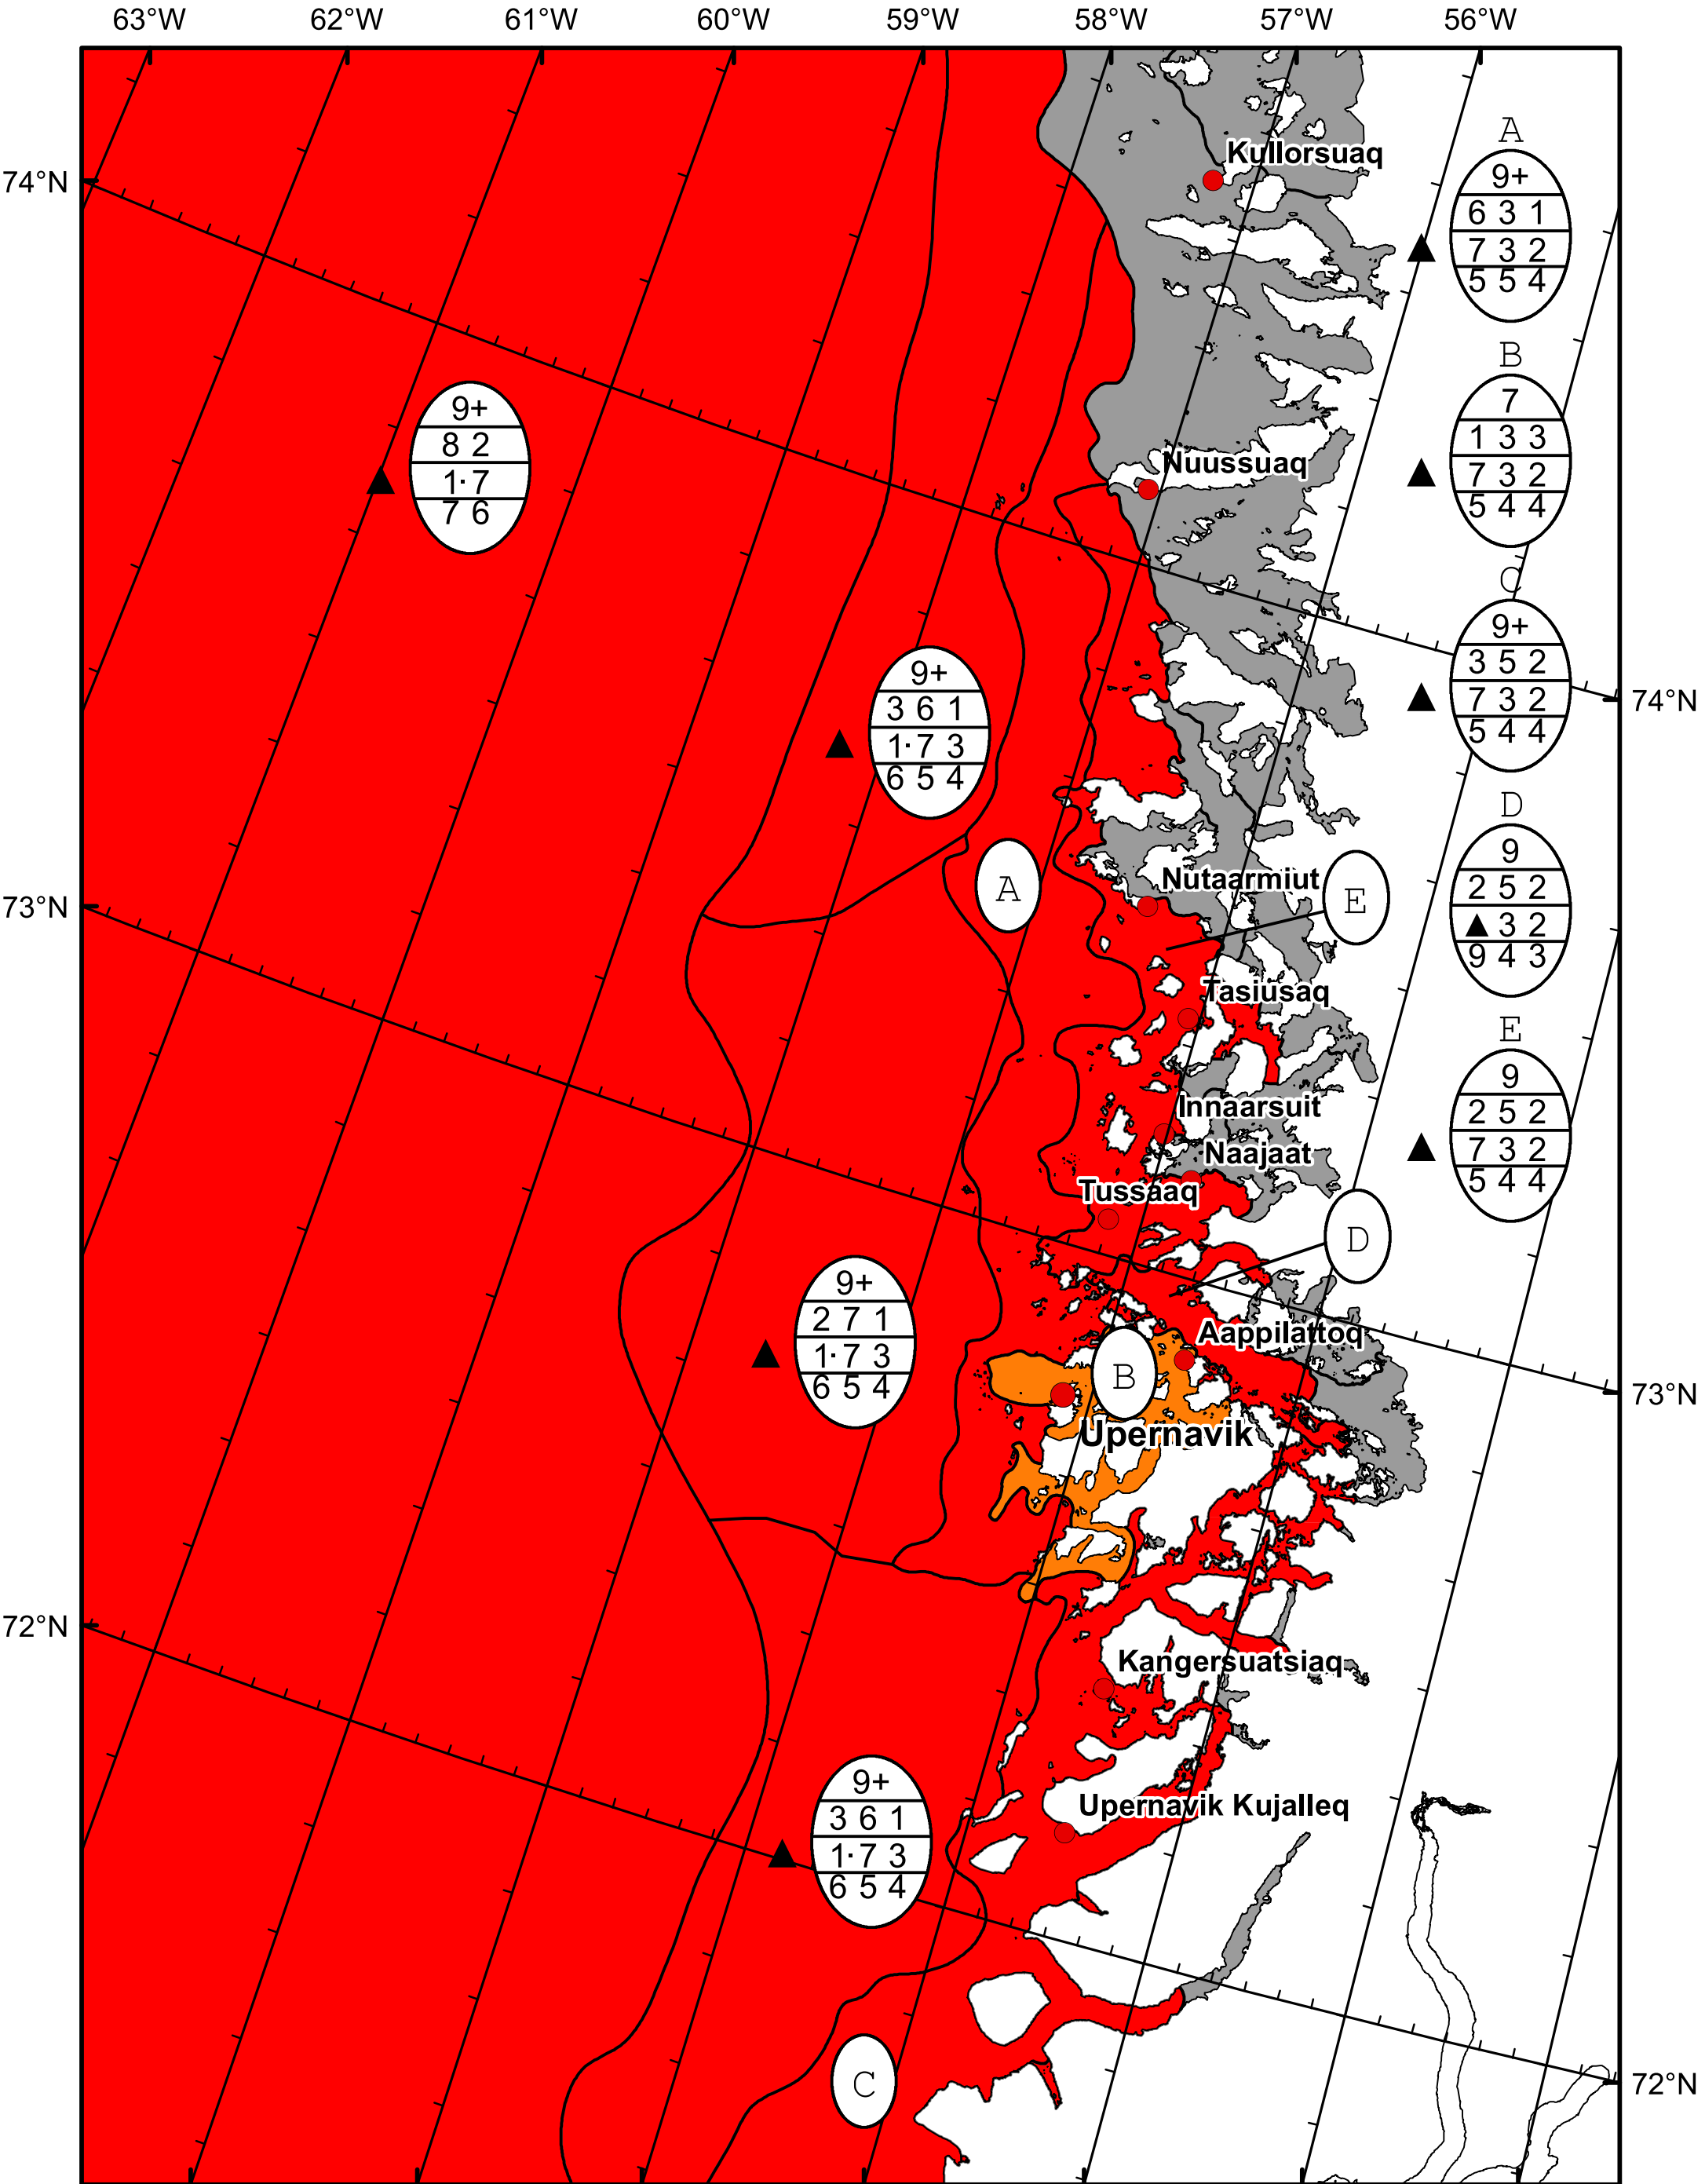 63°W 62°W 61°W 60°W 59°W 58°W 57°W 56°W
A
Kullorsuaq
9+
74°N
6 3 1
7 3 2
5 5 4
B
9+
7
8 2
1 3 3
1· 7
7 3 2
7 6
5 4 4
Nuussuaq
C
9+
9+
3 6 1
3 5 2
1· 7 3
7 3 2
6 5 4
5 4 4
74°N
D
A
Nutaarmiut
E
9
73°N
2 5 2
▲ 3 2
9 4 3
Tasiusaq
E
Innaarsuit
9
Naajaat
2 5 2
Tussaaq
7 3 2
5 4 4
D
9+
2 7 1
1· 7 3
6 5 4
Aappilattoq
B
73°N
Upernavik
72°N
Kangersuatsiaq
9+
3 6 1
1· 7 3
6 5 4
Upernavik Kujalleq
C
72°N